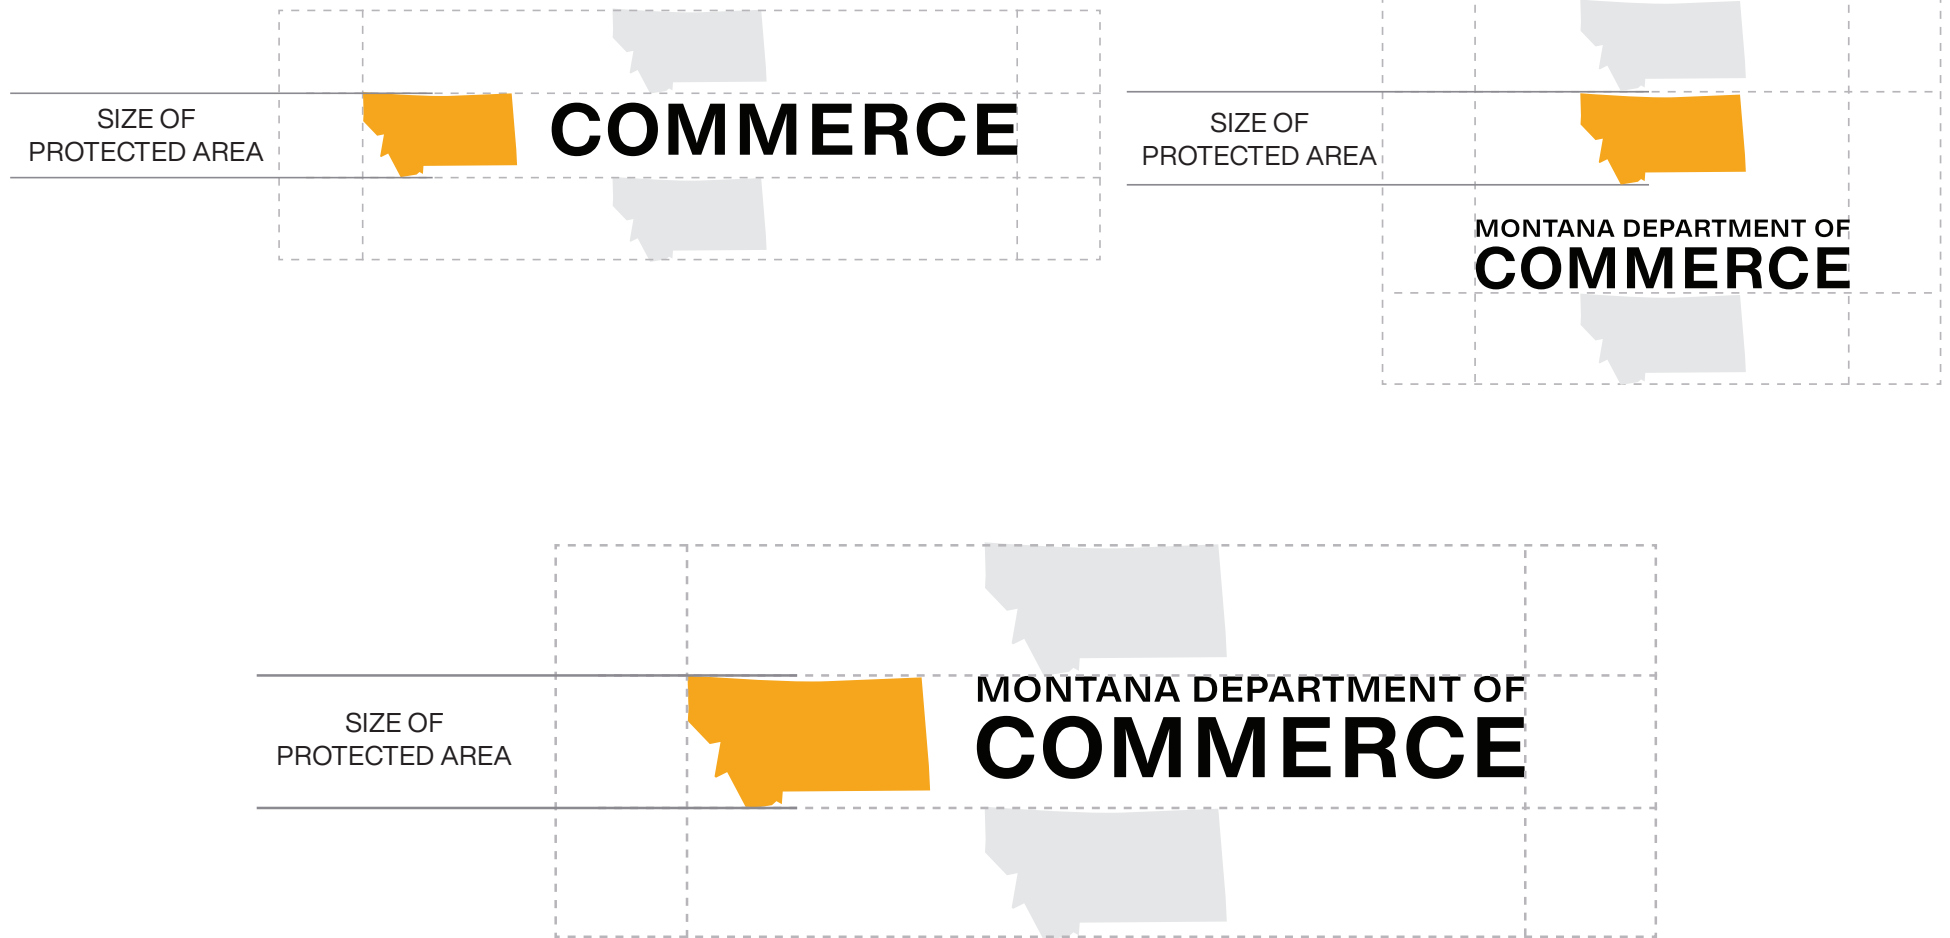 SIZE OF
PROTECTED AREA
COMMERCE
SIZE OF
PROTECTED AREA
MONTANA DEPARTMENT OF
COMMERCE
SIZE OF
PROTECTED AREA
MONTANA DEPARTMENT OF
COMMERCE